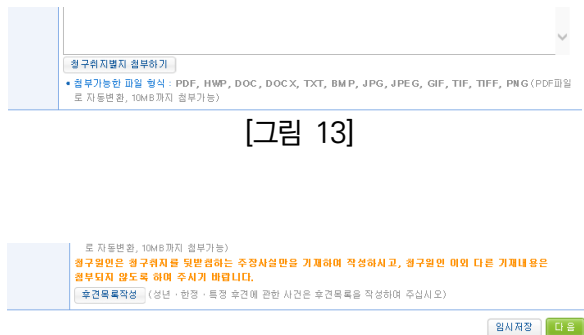 청구취지별지 첨부하기
• 첨부가능한 파일 형식 : PDF, HWP, DOC, DOCX, TXT, BMP, JPG, JPEG, GIF, TIF, TIFF, PNG (PDF파일
로 자동변환, 10MB까지 첨부가능)
[그림 13]
로 자동변환, 10MB까지 첨부가능)
청구원인은 청구취지를 뒷받침하는 주장사실만을 기재하여 작성하시고, 청구원인 이외 다른 기재내용은
첨부되지 않도록 하여 주시기 바랍니다.
후견목록작성 (성년 · 한정 · 특정 후견에 관한 사건은 후견목록을 작성하여 주십시오)
임시저장 다음